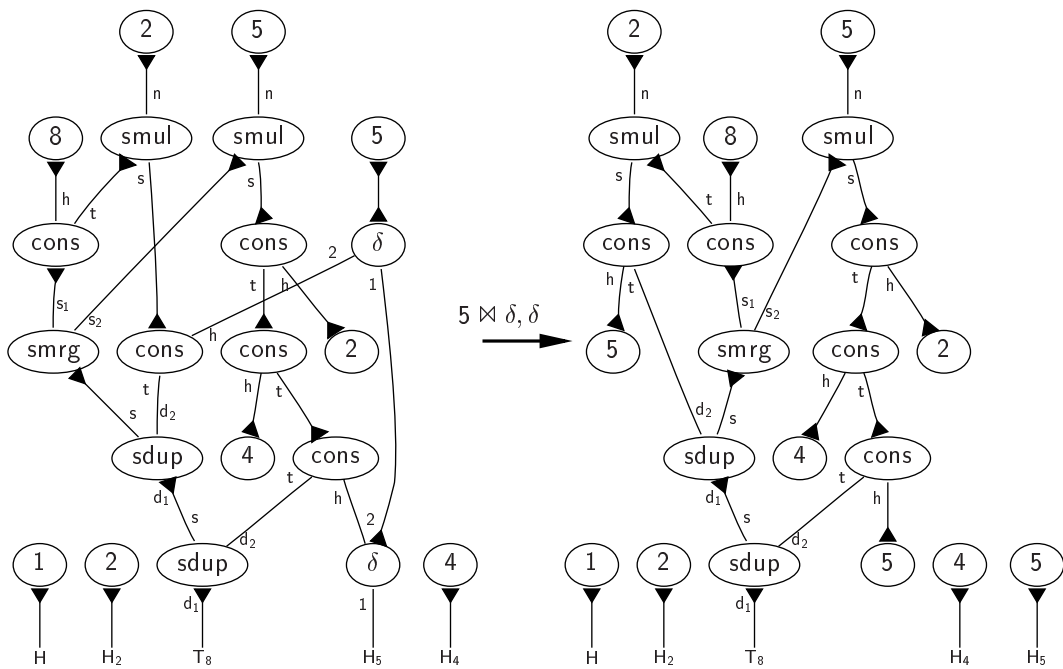 2 5 2 5
n n n n
8 smul smul 5 smul 8 smul
h t s s s t h s
cons cons δ cons cons cons
2 t h 1 h t s₁ t h
s₁ s₂ h 5 ⋈ δ, δ s₂
smrg cons cons 2 5 smrg cons 2
t h t h t
s d₂ d₂ s
sdup 4 cons sdup 4 cons
d₁ s t h d₁ s t h
d₂ 2 d₂
1 2 sdup δ 4 1 2 sdup 5 4 5
d₁ 1 d₁
H H₂ T₈ H₅ H₄ H H₂ T₈ H₄ H₅